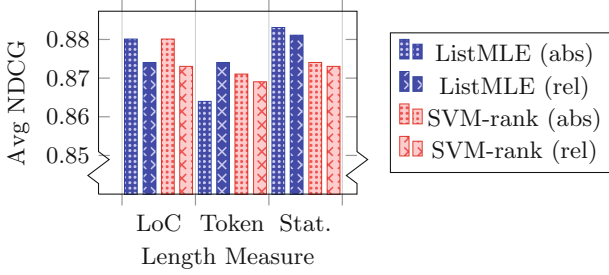 Avg NDCG
0.88
0.87
0.86
0.85
LoC Token Stat.
Length Measure
ListMLE (abs)
ListMLE (rel)
SVM-rank (abs)
SVM-rank (rel)